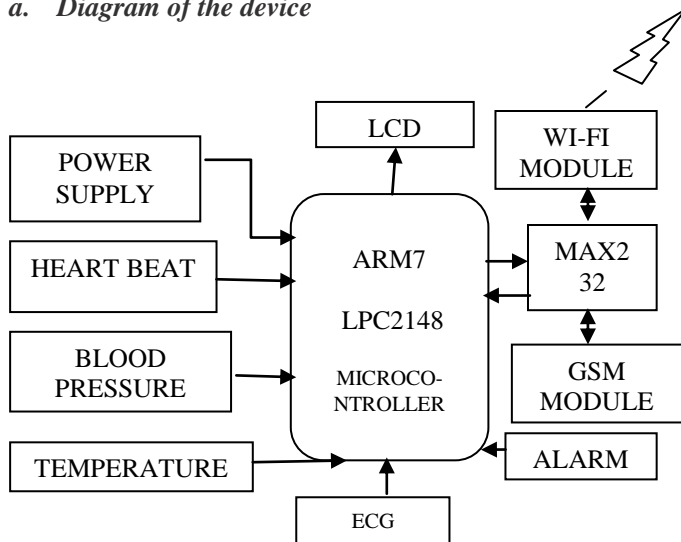 a. Diagram of the device
LCD
WI-FI
MODULE
POWER
SUPPLY
HEART BEAT
ARM7
LPC2148
MICROCO-
NTROLLER
MAX2
32
BLOOD
PRESSURE
GSM
MODULE
TEMPERATURE
ALARM
ECG